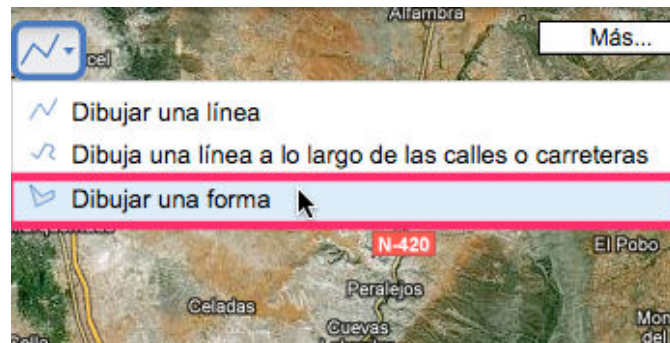 Alfambra
Más...
cel
Dibujar una línea
Dibuja una línea a lo largo de las calles o carreteras
Dibujar una forma
N-420
El Pobo
Peralejos
Celadas
Cuevas
Mon
del